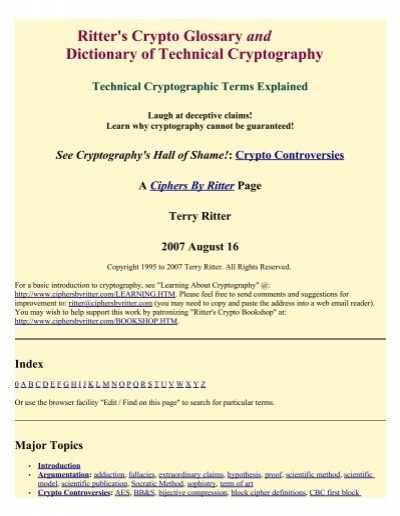 Ritter's Crypto Glossary and
Dictionary of Technical Cryptography
Technical Cryptographic Terms Explained
Laugh at deceptive claims!
Learn why cryptography cannot be guaranteed!
See Cryptography's Hall of Shame!: Crypto Controversies
A Ciphers By Ritter Page
Terry Ritter
2007 August 16
Copyright 1995 to 2007 Terry Ritter. All Rights Reserved.
For a basic introduction to cryptography, see "Learning About Cryptography" @:
http://www.ciphersbyritter.com/LEARNING.HTM. Please feel free to send comments and suggestions for
improvement to: ritter@ciphersbyritter.com (you may need to copy and paste the address into a web email reader).
You may wish to help support this work by patronizing "Ritter's Crypto Bookshop" at:
http://www.ciphersbyritter.com/BOOKSHOP.HTM.
Index
0 A B C D E F G H I J K L M N O P Q R S T U V W X Y Z
Or use the browser facility "Edit / Find on this page" to search for particular terms.
Major Topics
• Introduction
• Argumentation: adduction, fallacies, extraordinary claims, hypothesis, proof, scientific method, scientific
model, scientific publication, Socratic Method, sophistry, term of art
• Crypto Controversies: AES, BB&S, bijective compression, block cipher definitions, CBC first block